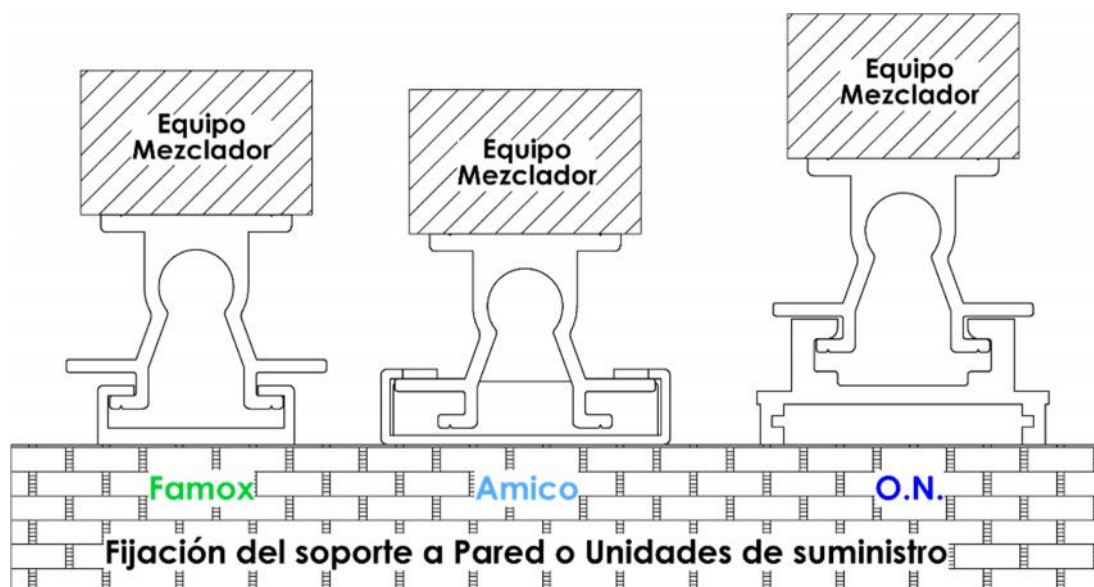 Equipo
Mezclador
Equipo
Mezclador
Equipo
Mezclador
Famox
Amico
O.N.
Fijación del soporte a Pared o Unidades de suministro